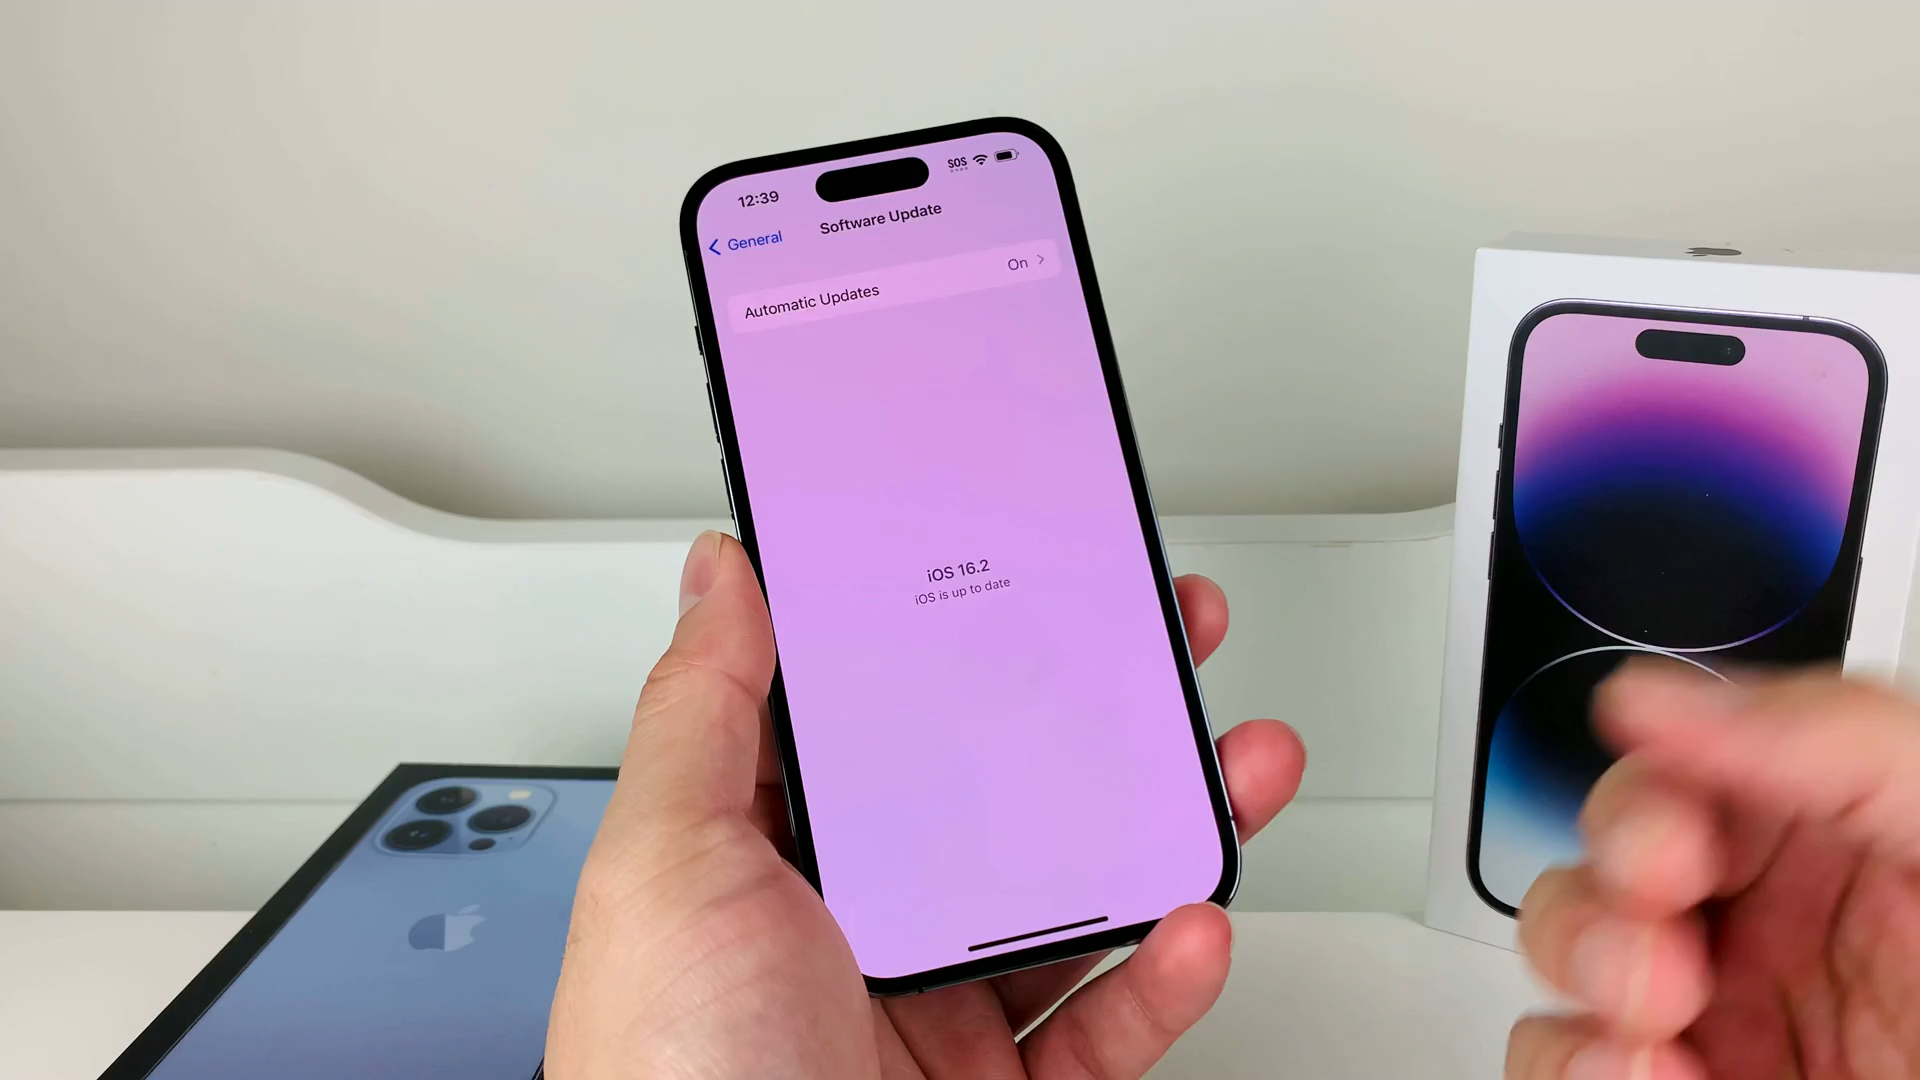 12:39
SOS
General
Software Update
Automatic Updates
On
iOS 16.2
iOS is up to date